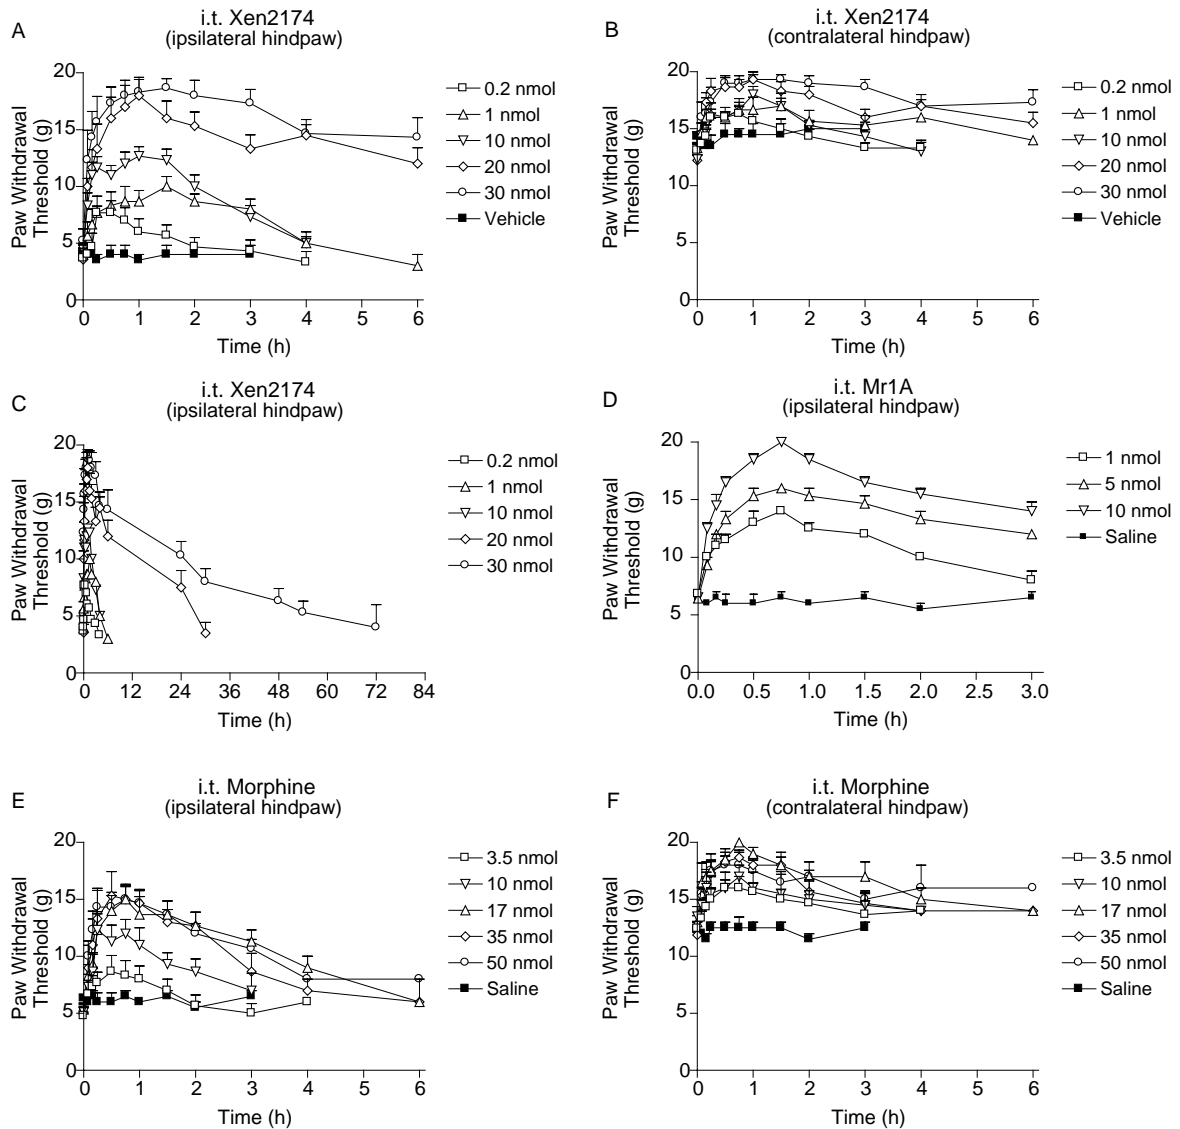 A
i.t. Xen2174
(ipsilateral hindpaw)
Paw Withdrawal
Threshold (g)
20
15
10
5
0
0 1 2 3 4 5 6
Time (h)
0.2 nmol
1 nmol
10 nmol
20 nmol
30 nmol
Vehicle
B
i.t. Xen2174
(contralateral hindpaw)
Paw Withdrawal
Threshold (g)
20
15
10
5
0
0 1 2 3 4 5 6
Time (h)
0.2 nmol
1 nmol
10 nmol
20 nmol
30 nmol
Vehicle
C
i.t. Xen2174
(ipsilateral hindpaw)
Paw Withdrawal
Threshold (g)
20
15
10
5
0
0 12 24 36 48 60 72 84
Time (h)
0.2 nmol
1 nmol
10 nmol
20 nmol
30 nmol
D
i.t. Mr1A
(ipsilateral hindpaw)
Paw Withdrawal
Threshold (g)
20
15
10
5
0
0.0 0.5 1.0 1.5 2.0 2.5 3.0
Time (h)
1 nmol
5 nmol
10 nmol
Saline
E
i.t. Morphine
(ipsilateral hindpaw)
Paw Withdrawal
Threshold (g)
20
15
10
5
0
0 1 2 3 4 5 6
Time (h)
3.5 nmol
10 nmol
17 nmol
35 nmol
50 nmol
Saline
F
i.t. Morphine
(contralateral hindpaw)
Paw Withdrawal
Threshold (g)
20
15
10
5
0
0 1 2 3 4 5 6
Time (h)
3.5 nmol
10 nmol
17 nmol
35 nmol
50 nmol
Saline